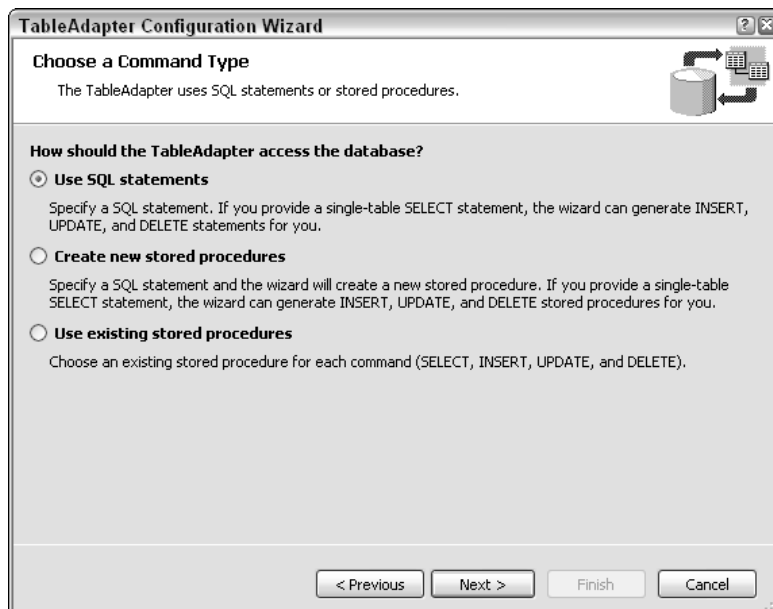 TableAdapter Configuration Wizard
Choose a Command Type
The TableAdapter uses SQL statements or stored procedures.
How should the TableAdapter access the database?
Use SQL statements
Specify a SQL statement. If you provide a single-table SELECT statement, the wizard can generate INSERT,
UPDATE, and DELETE statements for you.
Create new stored procedures
Specify a SQL statement and the wizard will create a new stored procedure. If you provide a single-table
SELECT statement, the wizard can generate INSERT, UPDATE, and DELETE stored procedures for you.
Use existing stored procedures
Choose an existing stored procedure for each command (SELECT, INSERT, UPDATE, and DELETE).
< Previous Next > Finish Cancel